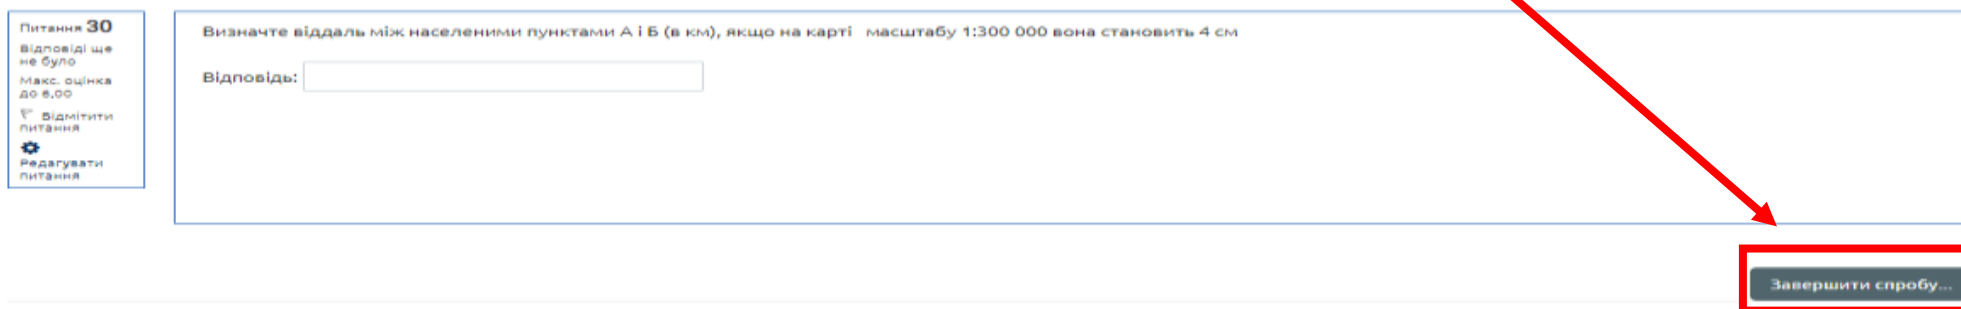 Питання 30
Відповіді ще
не було
Макс. оцінка
до 6,00
Відмітити
питання
Редагувати
питання
Визначте віддаль між населеними пунктами А і Б (в км), якщо на карті масштабу 1:300 000 вона становить 4 см
Відповідь:
Завершити спробу...